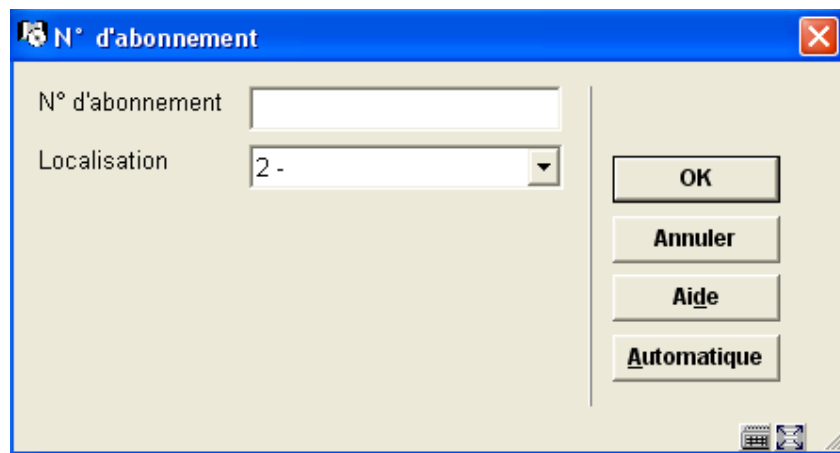 N° d'abonnement
N° d'abonnement
Localisation 2 -
OK
Annuler
Aide
Automatique